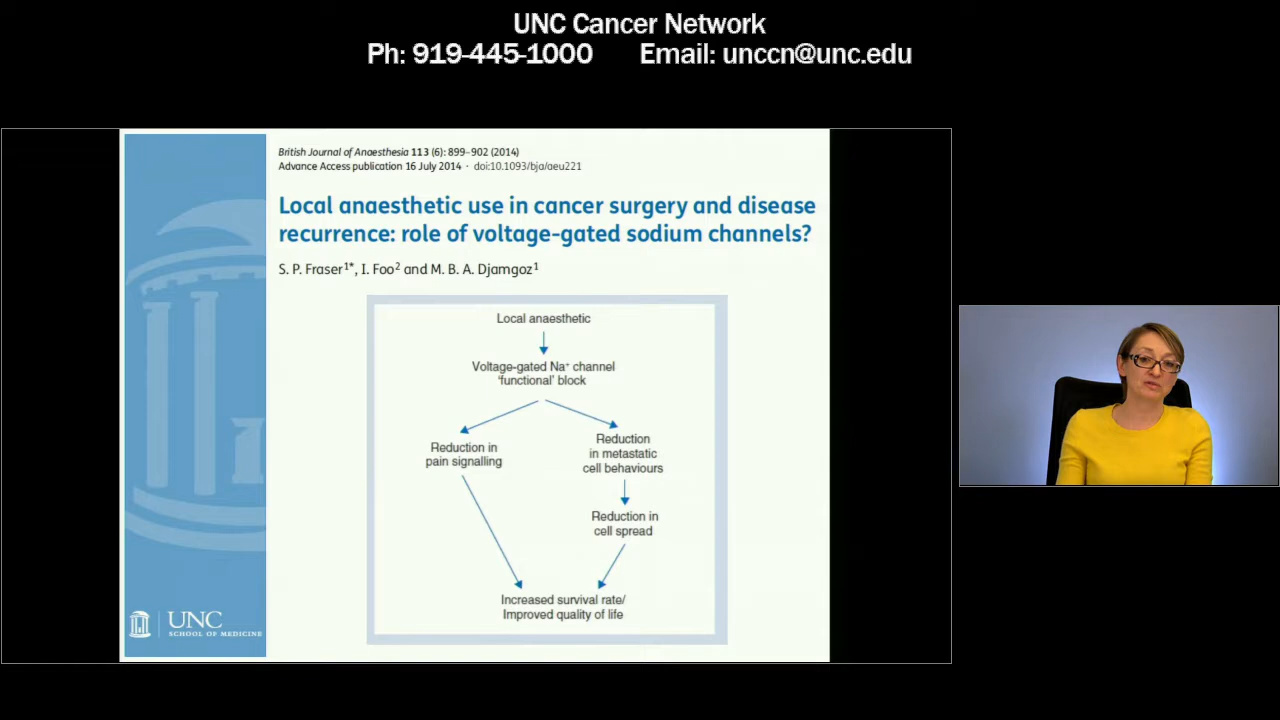 UNC Cancer Network
Ph: 919-445-1000 Email: unccn@unc.edu
British Journal of Anaesthesia 113 (6): 899–902 (2014)
Advance Access publication 16 July 2014 · doi:10.1093/bja/aeu221
Local anaesthetic use in cancer surgery and disease
recurrence: role of voltage-gated sodium channels?
S. P. Fraser1*, I. Foo2 and M. B. A. Djamgoz1
Local anaesthetic
Voltage-gated Na+ channel
'functional' block
Reduction in
pain signalling
Reduction
in metastatic
cell behaviours
Reduction in
cell spread
Increased survival rate/
Improved quality of life
UNC
SCHOOL OF MEDICINE